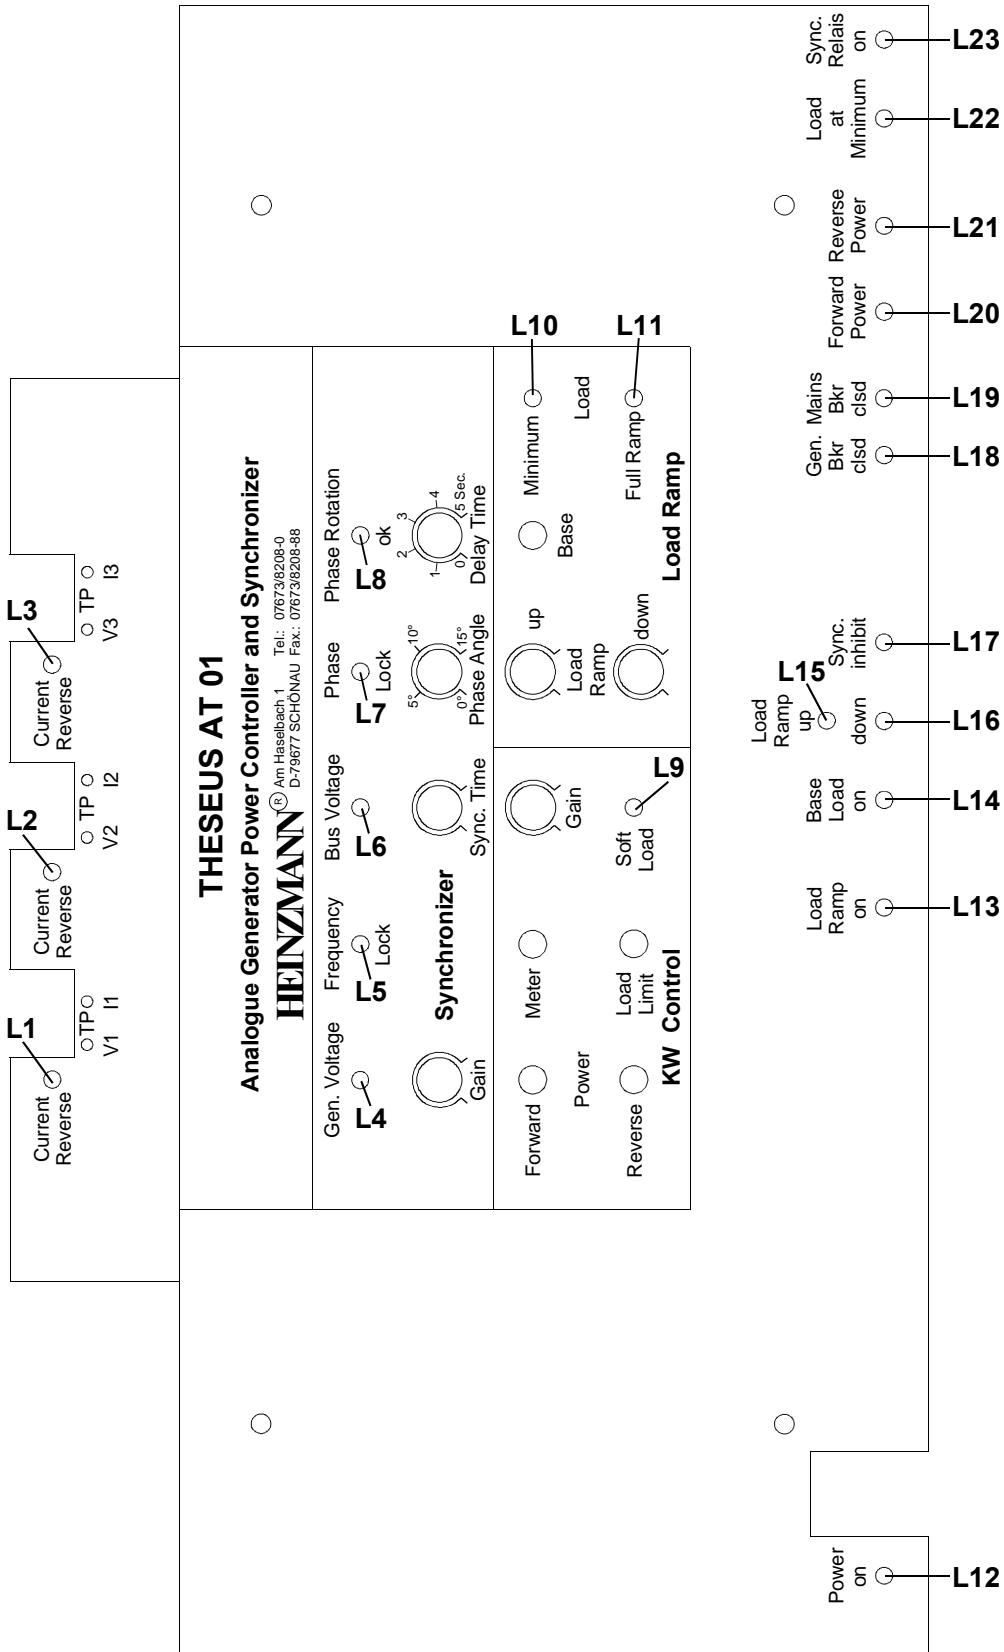 THESEUS AT 01
Analogue Generator Power Controller and Synchronizer
HEINZMANN ®
Am Haselbach 1 Tel.: 07673/8208-0
D-79677 SCHÖNAU Fax.: 07673/8208-88
L1
Current
Reverse
TP
V1 I1
L2
Current
Reverse
TP
V2 I2
L3
Current
Reverse
TP
V3 I3
Gen. Voltage
L4
Frequency
Lock
L5
Bus Voltage
L6
Phase
Lock
L7
Phase Rotation
ok
L8
Synchronizer
Gain
Sync. Time
0° 5° 10° 15°
Phase Angle
0 1 2 3 4 5 Sec.
Delay Time
Forward
Power
Reverse
Meter
Load
Limit
KW Control
Gain
Soft
Load
L9
up
Load
Ramp
down
Base
Minimum
L10
Load
Full Ramp
L11
Load Ramp
Power
on
L12
Load
Ramp
on
L13
Base
Load
on
L14
Load
Ramp
up
L15
down
L16
Sync.
inhibit
L17
Gen.
Bkr
clsd
L18
Mains
Bkr
clsd
L19
Forward
Power
L20
Reverse
Power
L21
Load
at
Minimum
L22
Sync.
Relais
on
L23